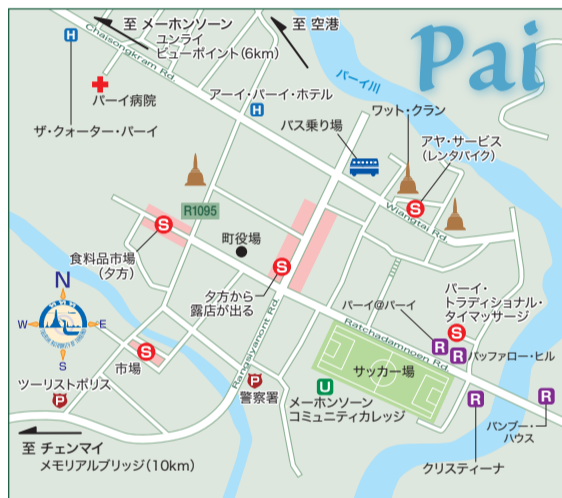 至 メーホンソーン
ユンライ
ビューポイント(6km)
至 空港
Pai
Chaisongkram Rd.
H
パーイ病院
ザ・クォーター・パーイ
アーイ・パーイ・ホテル
H
パーイ川
バス乗り場
ワット・クラン
アヤ・サービス
(レンタバイク)
S
Wiangtai Rd.
R1095
S
食料品市場
(夕方)
町役場
S
夕方から
露店が出る
Rangsiyanont Rd.
Ratchadamnoen Rd.
パーイ@パーイ
パーイ・
トラディショナル・
タイマッサージ
S
R
R
バッファロー・ヒル
N
W
E
S
S
市場
ツーリストポリス
P
P
警察署
U
メーホンソーン
コミュニティカレッジ
サッカー場
R
クリスティーナ
R
バンブー・
ハウス
至 チェンマイ
メモリアルブリッジ(10km)